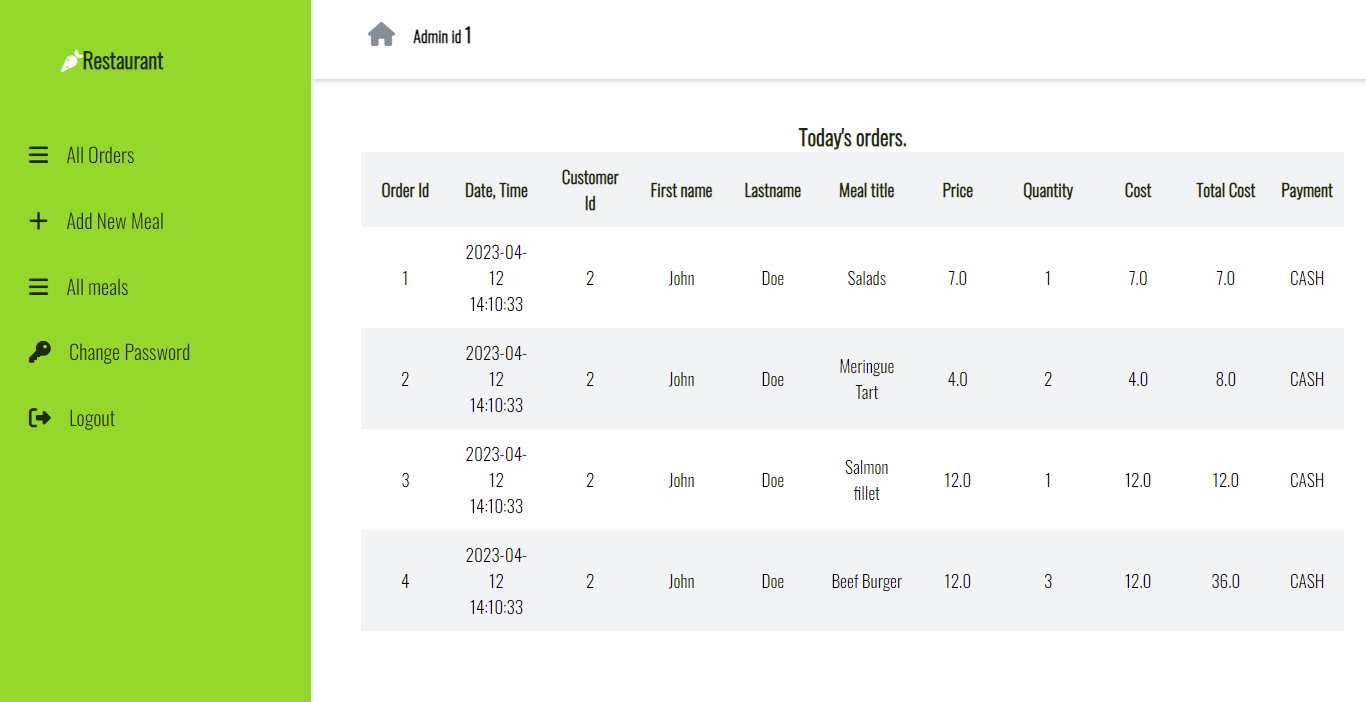 Restaurant
All Orders
Add New Meal
All meals
Change Password
Logout
Admin id 1
Today's orders.
Order Id Date, Time Customer Id First name Lastname Meal title Price Quantity Cost Total Cost Payment
1 2023-04-12 14:10:33 2 John Doe Salads 7.0 1 7.0 7.0 CASH
2 2023-04-12 14:10:33 2 John Doe Meringue Tart 4.0 2 4.0 8.0 CASH
3 2023-04-12 14:10:33 2 John Doe Salmon fillet 12.0 1 12.0 12.0 CASH
4 2023-04-12 14:10:33 2 John Doe Beef Burger 12.0 3 12.0 36.0 CASH